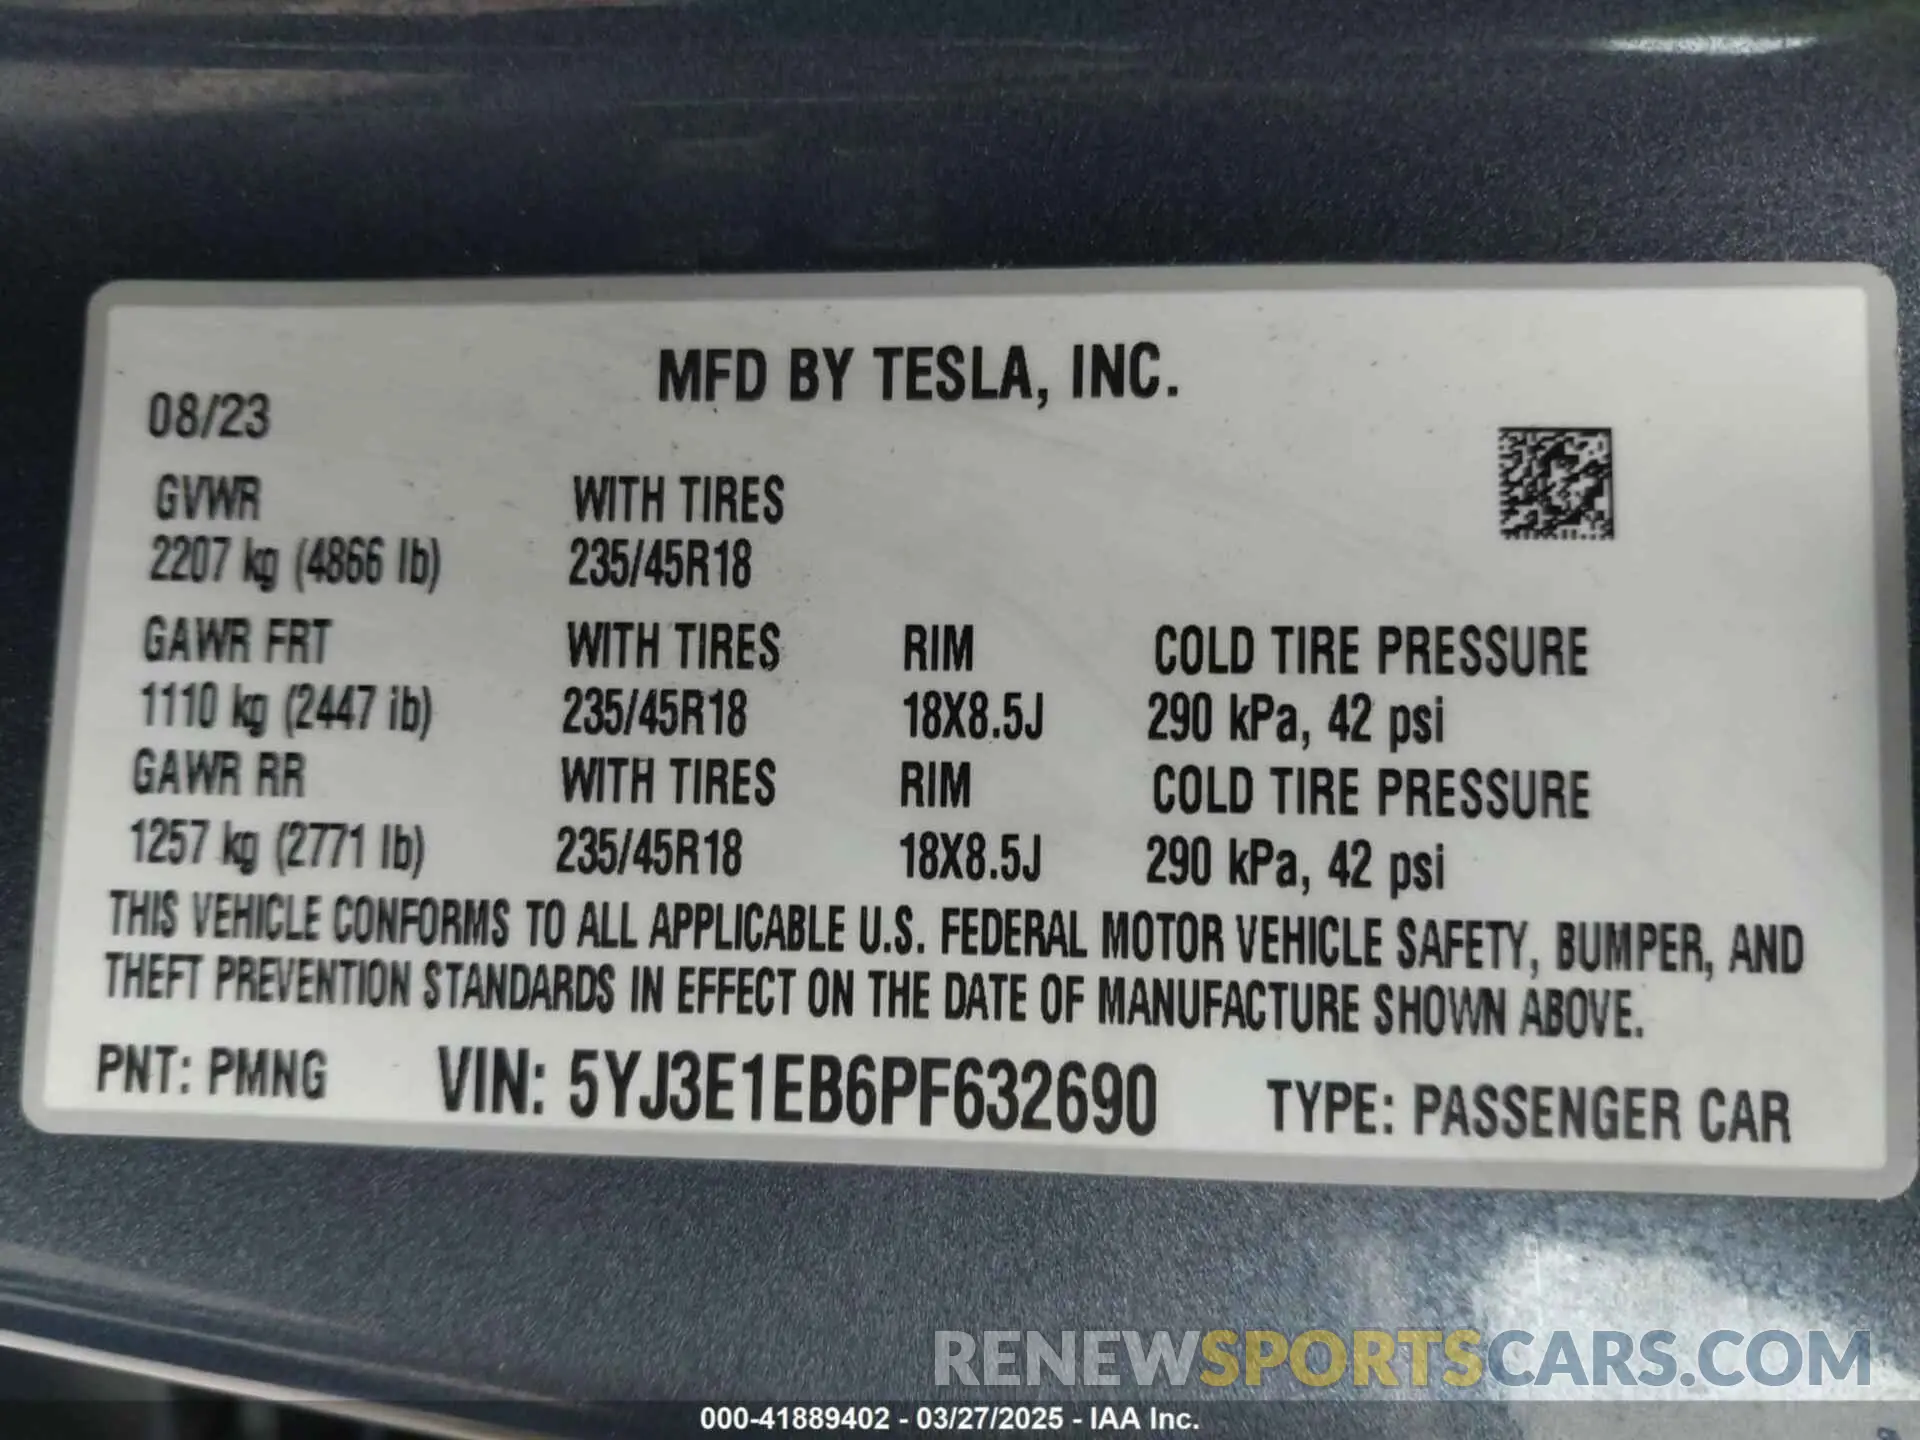 MFD BY TESLA, INC.
08/23
GVWR WITH TIRES
2207 kg (4866 lb) 235/45R18
GAWR FRT WITH TIRES RIM COLD TIRE PRESSURE
1110 kg (2447 ib) 235/45R18 18X8.5J 290 kPa, 42 psi
GAWR RR WITH TIRES RIM COLD TIRE PRESSURE
1257 kg (2771 lb) 235/45R18 18X8.5J 290 kPa, 42 psi
THIS VEHICLE CONFORMS TO ALL APPLICABLE U.S. FEDERAL MOTOR VEHICLE SAFETY, BUMPER, AND
THEFT PREVENTION STANDARDS IN EFFECT ON THE DATE OF MANUFACTURE SHOWN ABOVE.
PNT: PMNG VIN: 5YJ3E1EB6PF632690 TYPE: PASSENGER CAR
RENEWSPORTSCARS.COM
000-41889402 - 03/27/2025 - IAA Inc.